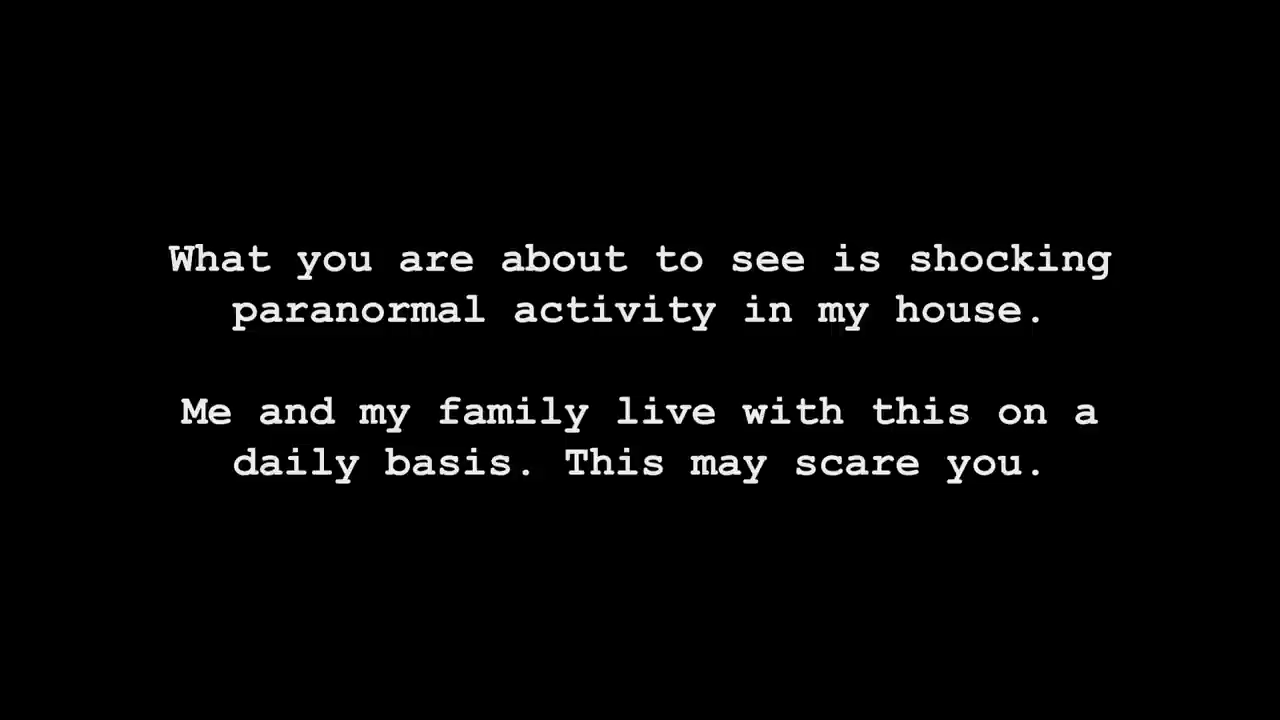 What you are about to see is shocking
paranormal activity in my house.
Me and my family live with this on a
daily basis. This may scare you.